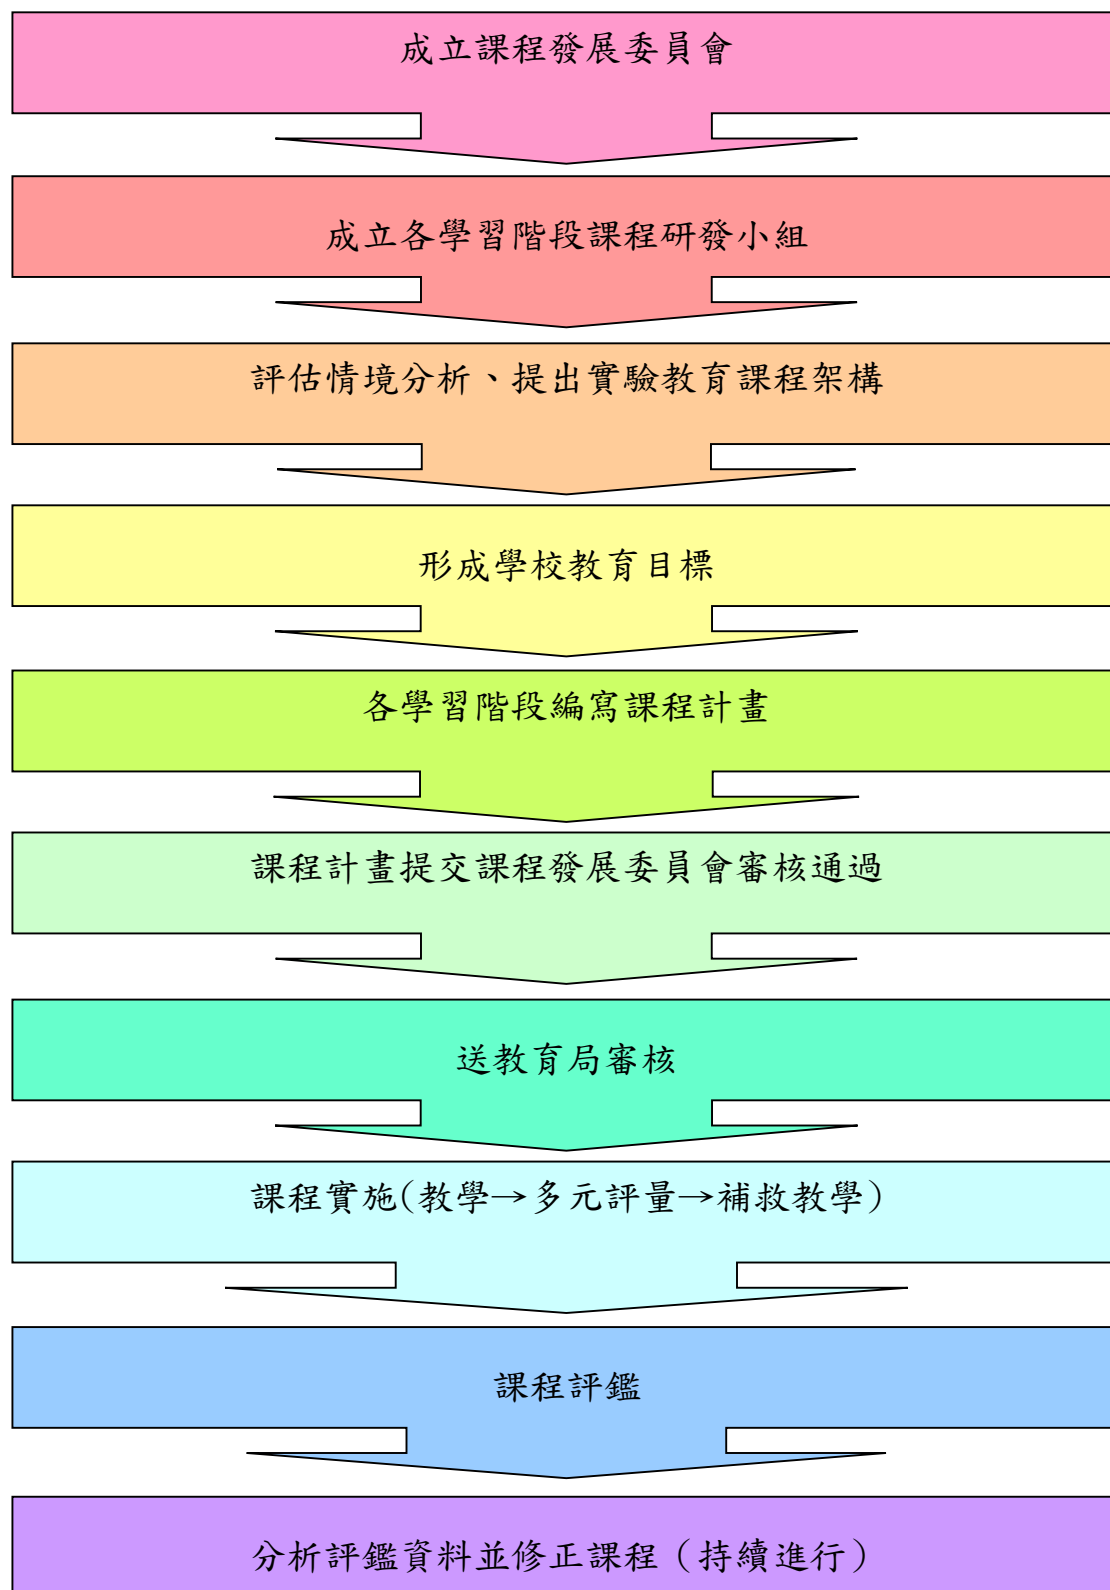 成立課程發展委員會
成立各學習階段課程研發小組
評估情境分析、提出實驗教育課程架構
形成學校教育目標
各學習階段編寫課程計畫
課程計畫提交課程發展委員會審核通過
送教育局審核
課程實施(教學→多元評量→補救教學)
課程評鑑
分析評鑑資料並修正課程（持續進行）